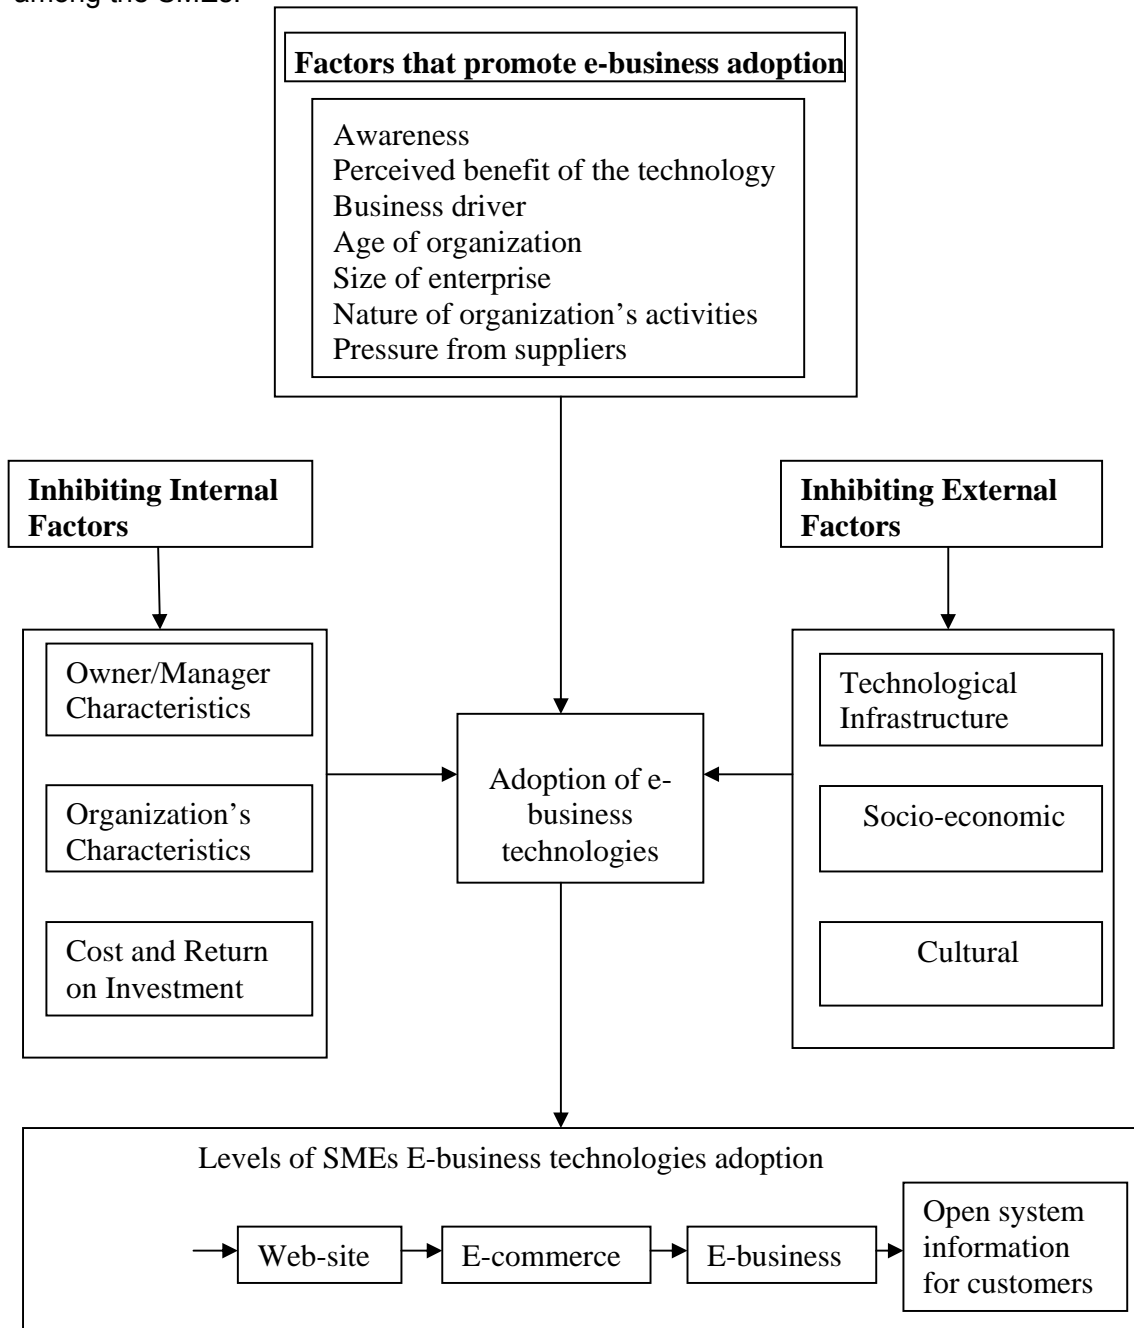 among the SMEs.
Factors that promote e-business adoption
Awareness
Perceived benefit of the technology
Business driver
Age of organization
Size of enterprise
Nature of organization’s activities
Pressure from suppliers
Inhibiting Internal
Factors
Inhibiting External
Factors
Owner/Manager
Characteristics
Organization’s
Characteristics
Cost and Return
on Investment
Adoption of e-
business
technologies
Technological
Infrastructure
Socio-economic
Cultural
Levels of SMEs E-business technologies adoption
Web-site
E-commerce
E-business
Open system
information
for customers